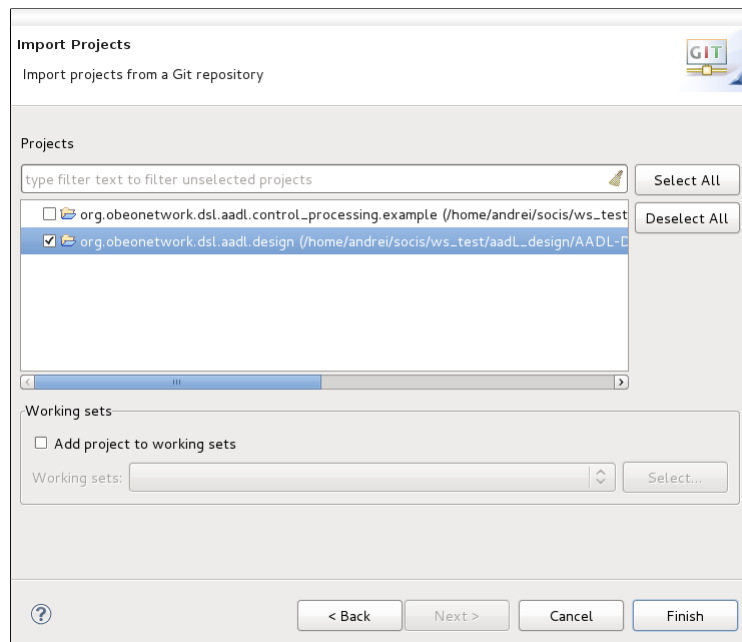 Import Projects
Import projects from a Git repository
GIT
Projects
type filter text to filter unselected projects
Select All
org.obeonetwork.dsl.aadl.control_processing.example (/home/andrei/socis/ws_test
Deselect All
org.obeonetwork.dsl.aadl.design (/home/andrei/socis/ws_test/aadL_design/AADL-D
Working sets
Add project to working sets
Working sets:
Select...
?
< Back
Next >
Cancel
Finish